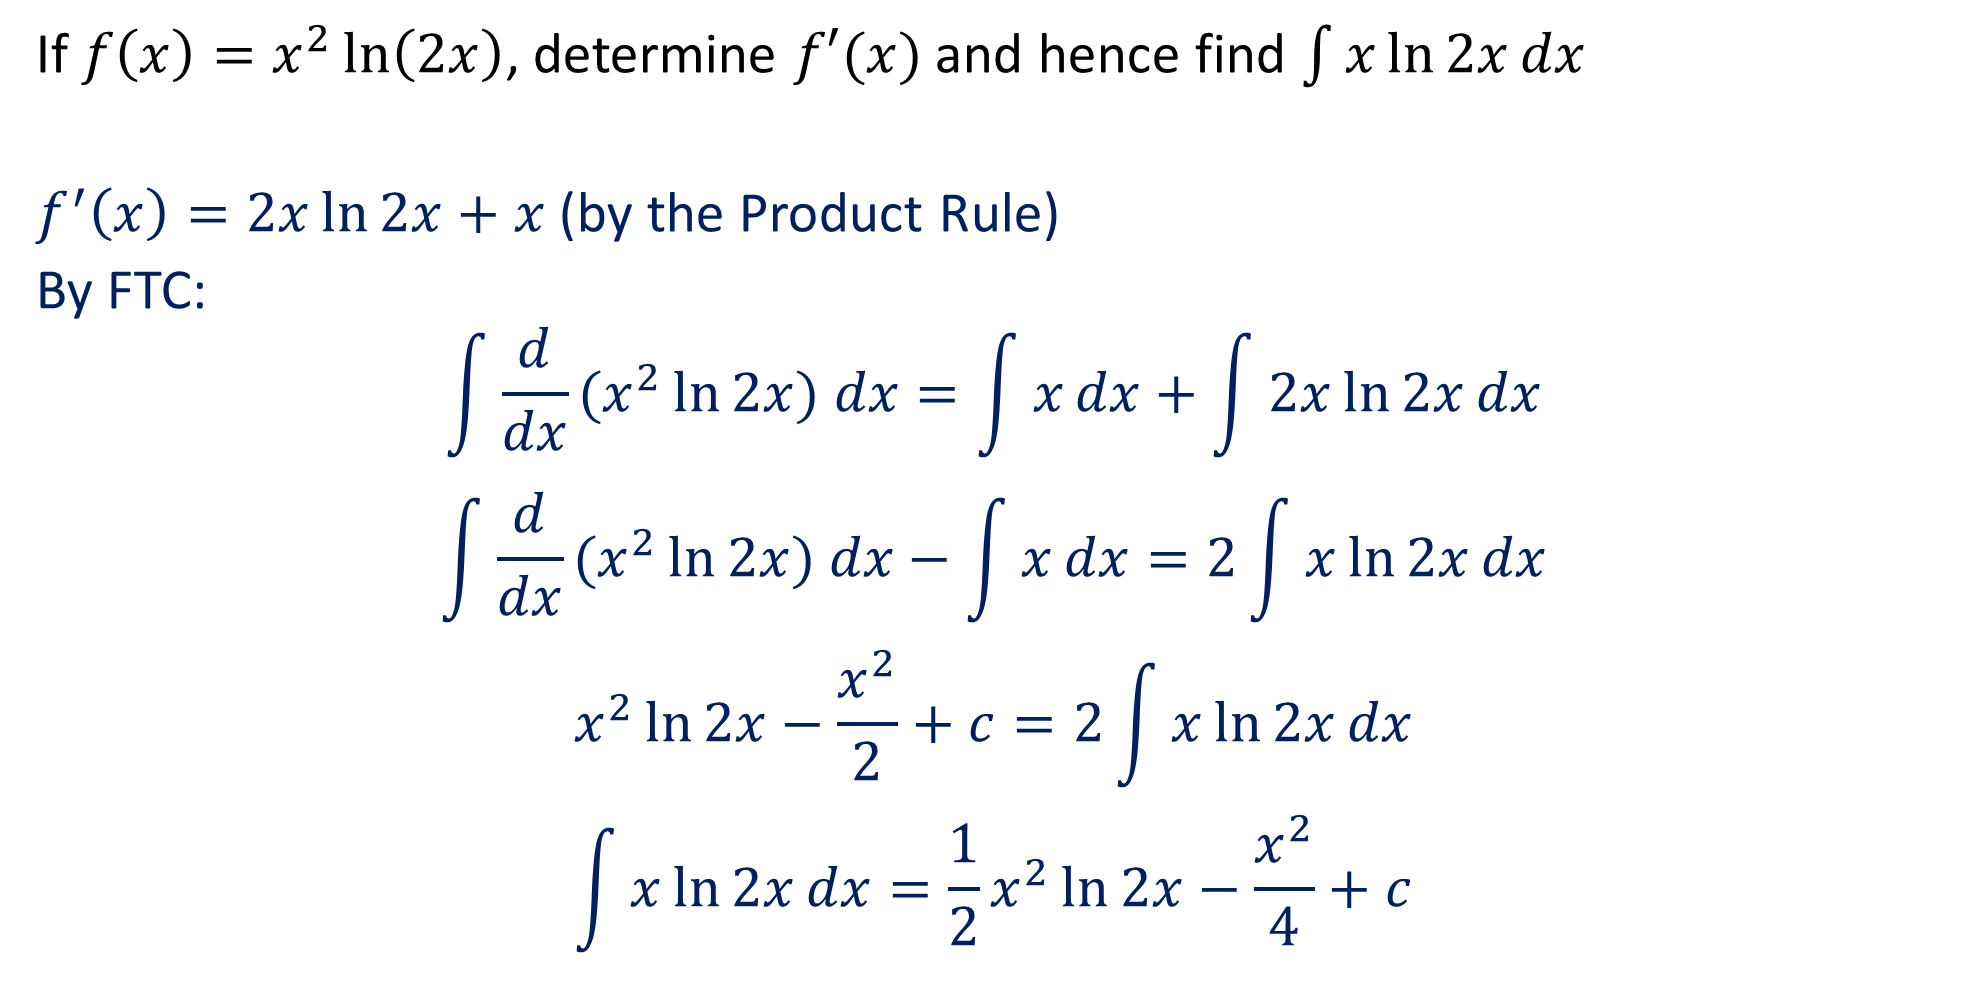 If f(x) = x² ln(2x), determine f′(x) and hence find ∫ x ln 2x dx
f′(x) = 2x ln 2x + x (by the Product Rule)
By FTC:
∫ d/dx (x² ln 2x) dx = ∫ x dx + ∫ 2x ln 2x dx
∫ d/dx (x² ln 2x) dx − ∫ x dx = 2 ∫ x ln 2x dx
x² ln 2x − x²/2 + c = 2 ∫ x ln 2x dx
∫ x ln 2x dx = 1/2 x² ln 2x − x²/4 + c